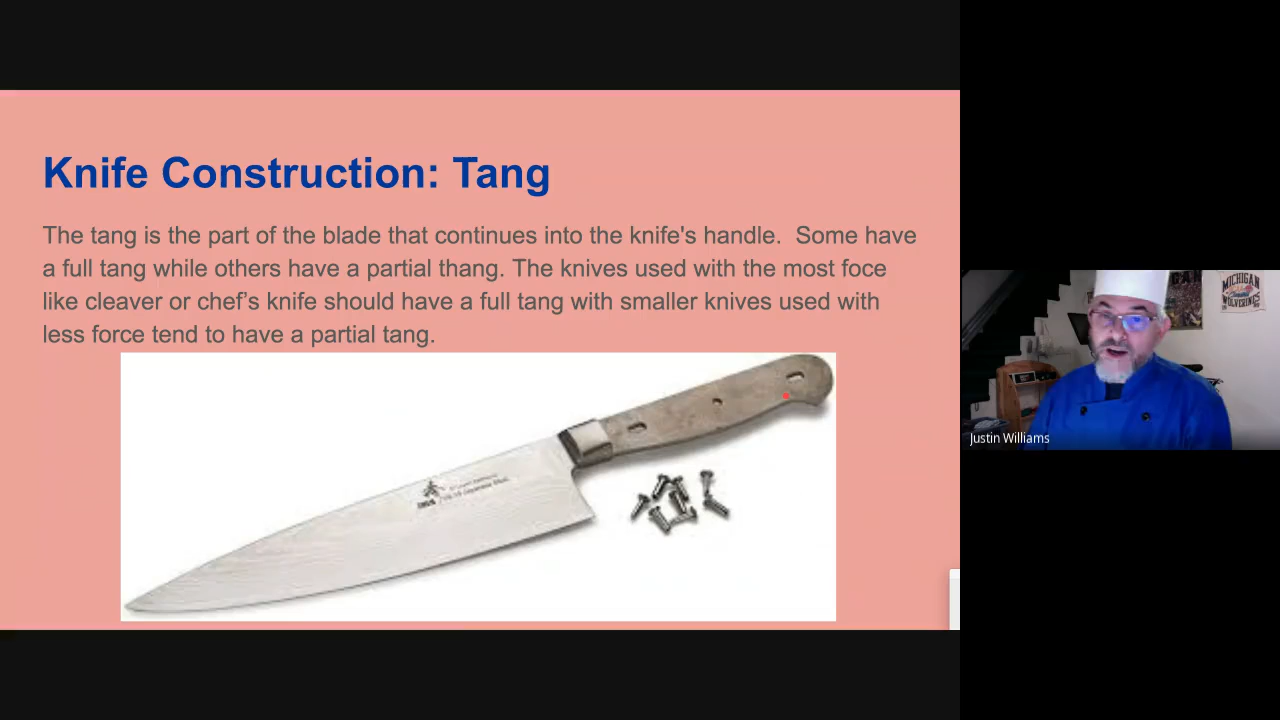 Knife Construction: Tang
The tang is the part of the blade that continues into the knife's handle.  Some have
a full tang while others have a partial thang. The knives used with the most foce
like cleaver or chef’s knife should have a full tang with smaller knives used with
less force tend to have a partial tang.
MICHIGAN
WOLVERINES
Justin Williams